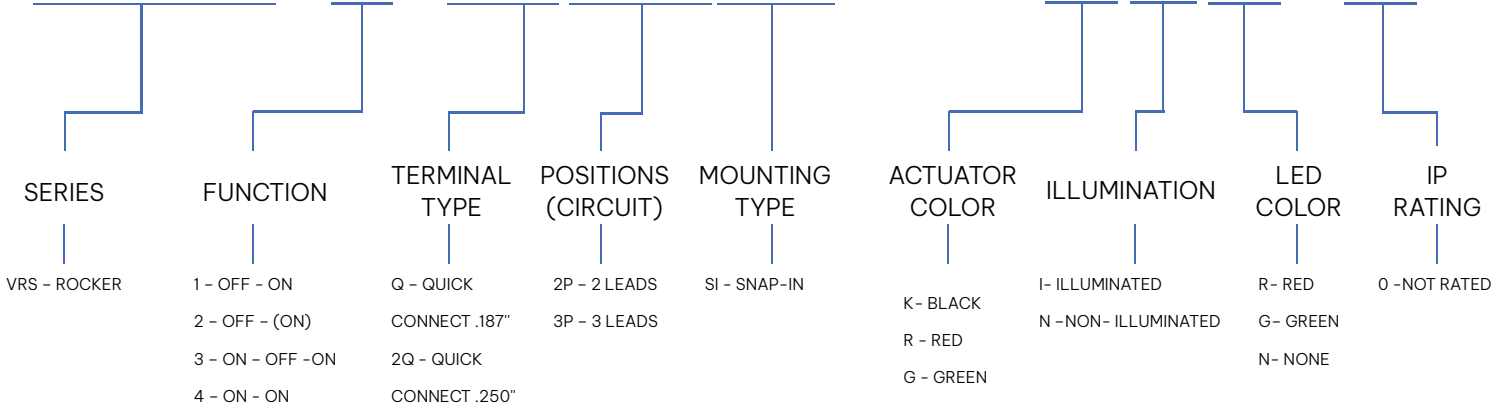 SERIES
VRS – ROCKER
FUNCTION
1 – OFF - ON
2 – OFF – (ON)
3 – ON – OFF -ON
4 – ON - ON
TERMINAL
TYPE
Q – QUICK
CONNECT .187"
2Q – QUICK
CONNECT .250"
POSITIONS
(CIRCUIT)
2P – 2 LEADS
3P – 3 LEADS
MOUNTING
TYPE
SI – SNAP-IN
ACTUATOR
COLOR
K- BLACK
R - RED
G - GREEN
ILLUMINATION
I- ILLUMINATED
N -NON- ILLUMINATED
LED
COLOR
R- RED
G- GREEN
N- NONE
IP
RATING
0 -NOT RATED